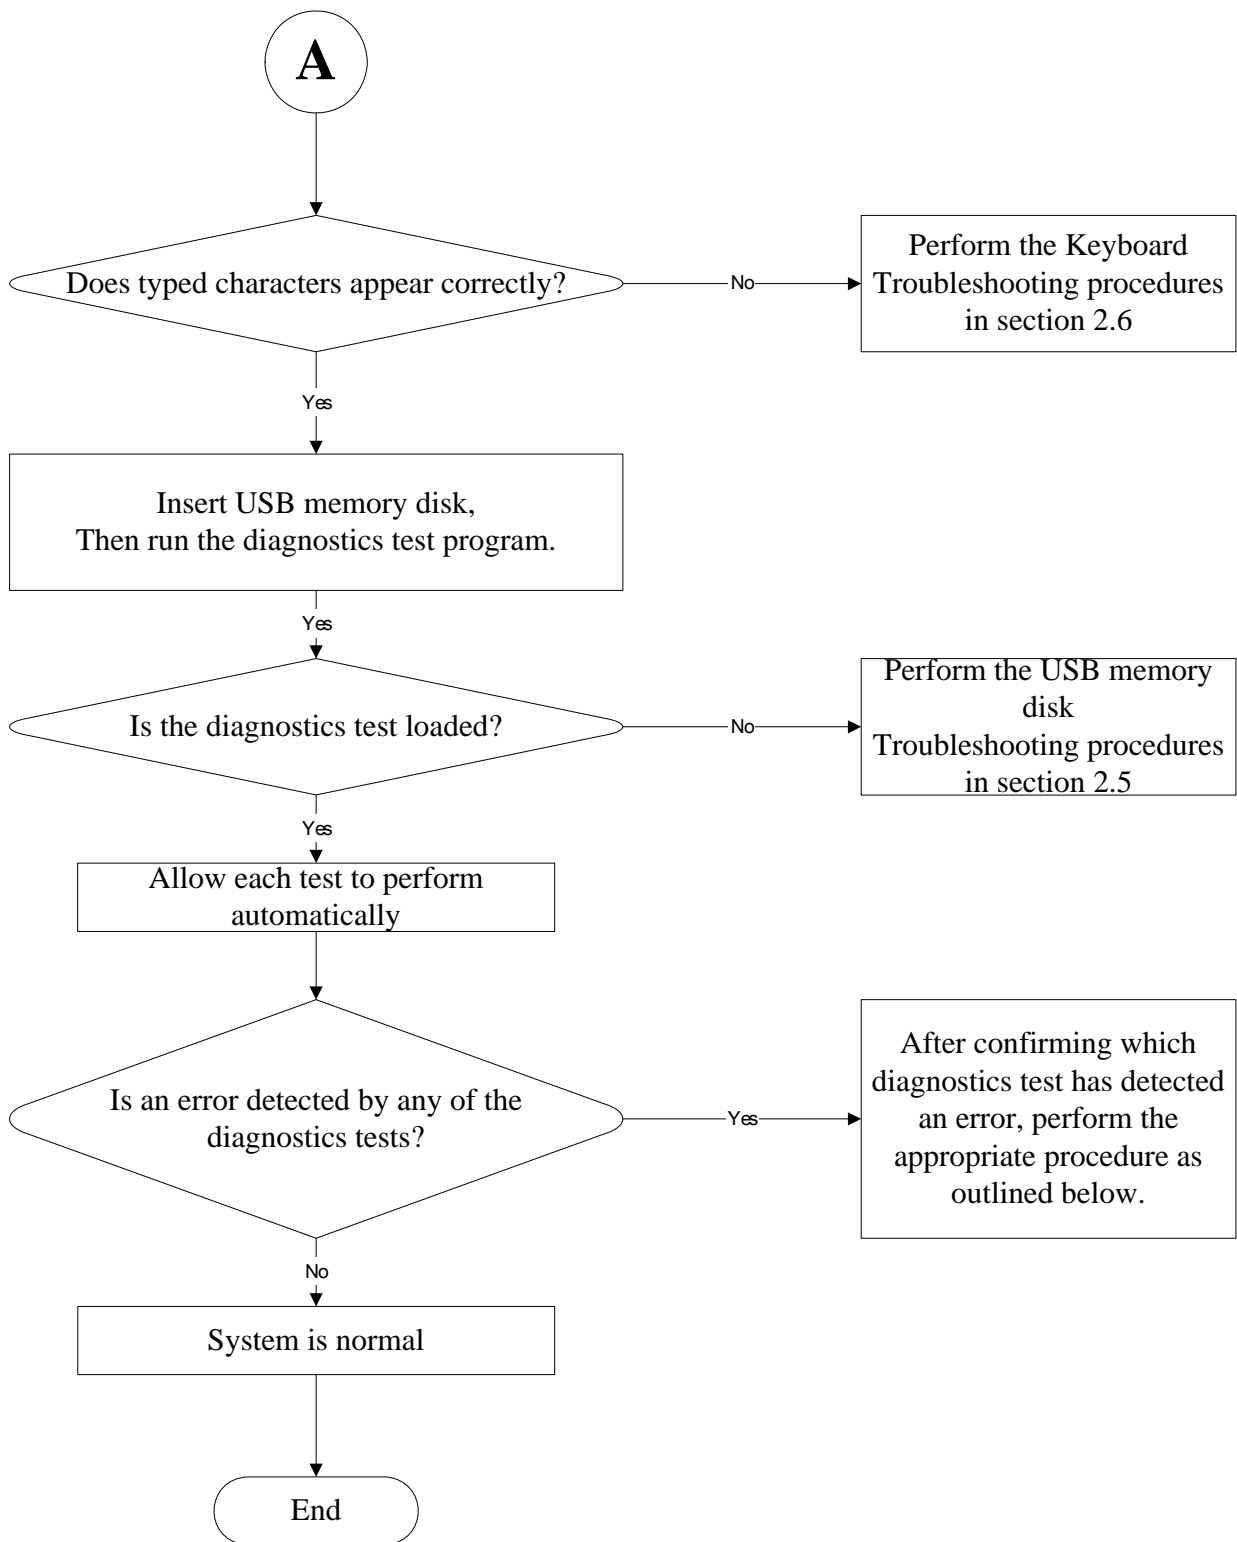 A
Does typed characters appear correctly?
No
Perform the Keyboard
Troubleshooting procedures
in section 2.6
Yes
Insert USB memory disk,
Then run the diagnostics test program.
Yes
Is the diagnostics test loaded?
No
Perform the USB memory
disk
Troubleshooting procedures
in section 2.5
Yes
Allow each test to perform
automatically
Is an error detected by any of the
diagnostics tests?
Yes
After confirming which
diagnostics test has detected
an error, perform the
appropriate procedure as
outlined below.
No
System is normal
End